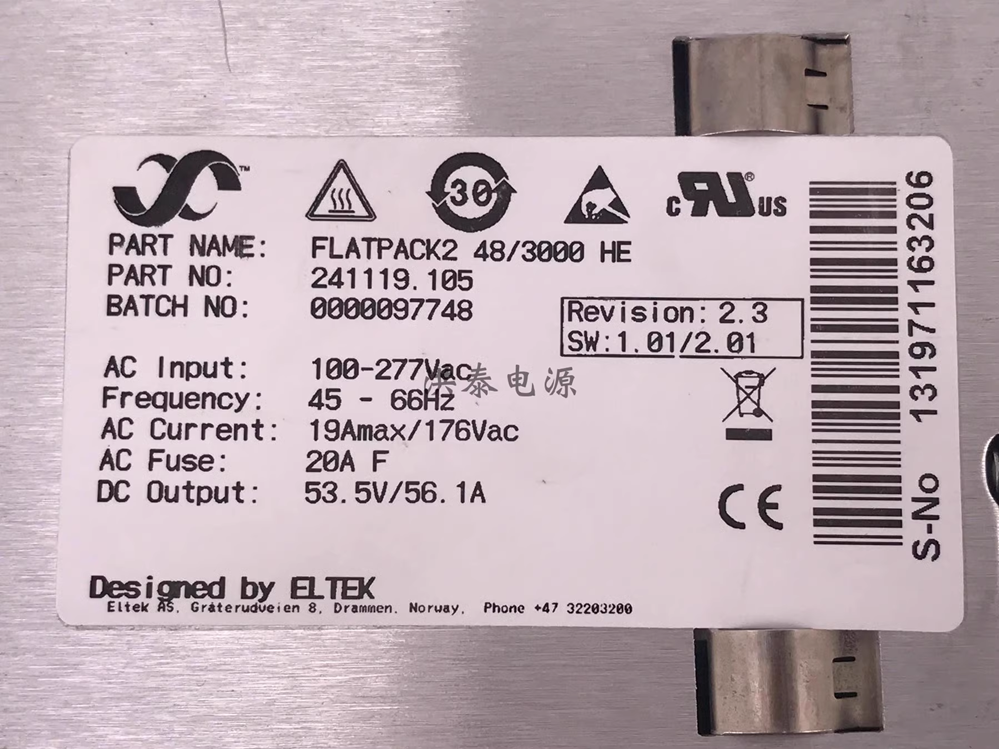 ™
30
c RU® US
PART NAME: FLATPACK2 48/3000 HE
PART NO: 241119.105
BATCH NO: 0000097748
Revision: 2.3
SW:1.01/2.01
AC Input: 100-277Vac
Frequency: 45 - 66Hz
AC Current: 19Amax/176Vac
AC Fuse: 20A F
DC Output: 53.5V/56.1A
洪泰电源
CE
S-No 131971163206
Designed by ELTEK
Eltek AS, Gråterudveien 8, Drammen, Norway, Phone +47 32203200